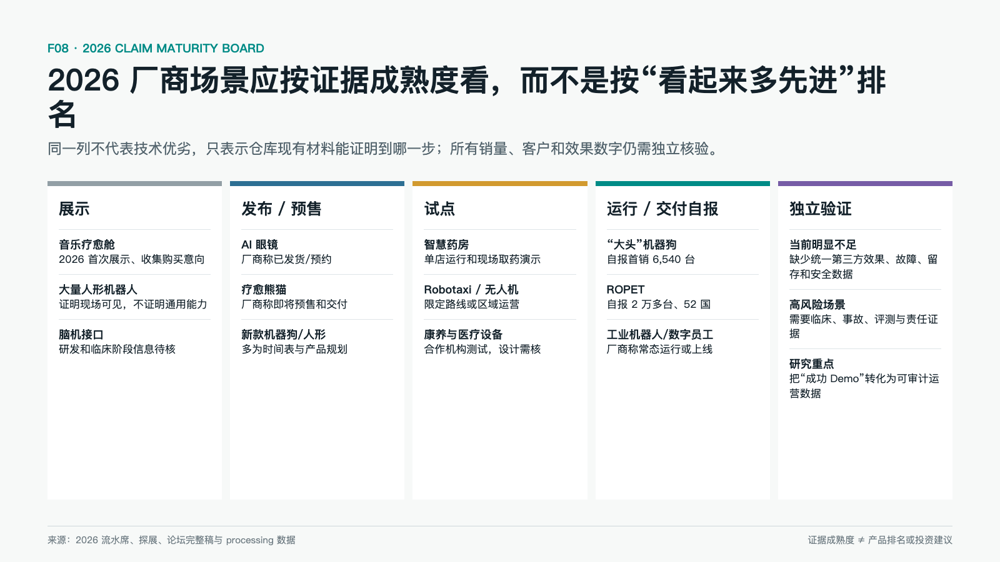 F08 · 2026 CLAIM MATURITY BOARD
2026 厂商场景应按证据成熟度看，而不是按“看起来多先进”排
名
同一列不代表技术优劣，只表示仓库现有材料能证明到哪一步；所有销量、客户和效果数字仍需独立核验。
展示
音乐疗愈舱
2026 首次展示、收集购买意向
大量人形机器人
证明现场可见，不证明通用能力
脑机接口
研发和临床阶段信息待核
发布 / 预售
AI 眼镜
厂商称已发货/预约
疗愈熊猫
厂商称即将预售和交付
新款机器狗/人形
多为时间表与产品规划
试点
智慧药房
单店运行和现场取药演示
Robotaxi / 无人机
限定路线或区域运营
康养与医疗设备
合作机构测试，设计需核
运行 / 交付自报
“大头”机器狗
自报首销 6,540 台
ROPET
自报 2 万多台、52 国
工业机器人/数字员工
厂商称常态运行或上线
独立验证
当前明显不足
缺少统一第三方效果、故障、留
存和安全数据
高风险场景
需要临床、事故、评测与责任证
据
研究重点
把“成功 Demo”转化为可审计运
营数据
来源：2026 流水席、探展、论坛完整稿与 processing 数据
证据成熟度 ≠ 产品排名或投资建议